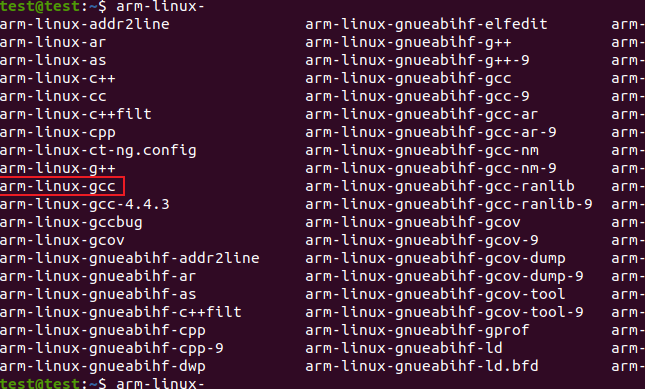 test@test:~$ arm-linux-
arm-linux-addr2line arm-linux-gnueabihf-elfedit arm-
arm-linux-ar arm-linux-gnueabihf-g++ arm-
arm-linux-as arm-linux-gnueabihf-g++-9 arm-
arm-linux-c++ arm-linux-gnueabihf-gcc arm-
arm-linux-cc arm-linux-gnueabihf-gcc-9 arm-
arm-linux-c++filt arm-linux-gnueabihf-gcc-ar arm-
arm-linux-cpp arm-linux-gnueabihf-gcc-ar-9 arm-
arm-linux-ct-ng.config arm-linux-gnueabihf-gcc-nm arm-
arm-linux-g++ arm-linux-gnueabihf-gcc-nm-9 arm-
arm-linux-gcc arm-linux-gnueabihf-gcc-ranlib arm-
arm-linux-gcc-4.4.3 arm-linux-gnueabihf-gcc-ranlib-9 arm-
arm-linux-gccbug arm-linux-gnueabihf-gcov arm-
arm-linux-gcov arm-linux-gnueabihf-gcov-9 arm-
arm-linux-gnueabihf-addr2line arm-linux-gnueabihf-gcov-dump arm-
arm-linux-gnueabihf-ar arm-linux-gnueabihf-gcov-dump-9 arm-
arm-linux-gnueabihf-as arm-linux-gnueabihf-gcov-tool arm-
arm-linux-gnueabihf-c++filt arm-linux-gnueabihf-gcov-tool-9 arm-
arm-linux-gnueabihf-cpp arm-linux-gnueabihf-gprof arm-
arm-linux-gnueabihf-cpp-9 arm-linux-gnueabihf-ld arm-
arm-linux-gnueabihf-dwp arm-linux-gnueabihf-ld.bfd arm-
test@test:~$ arm-linux-